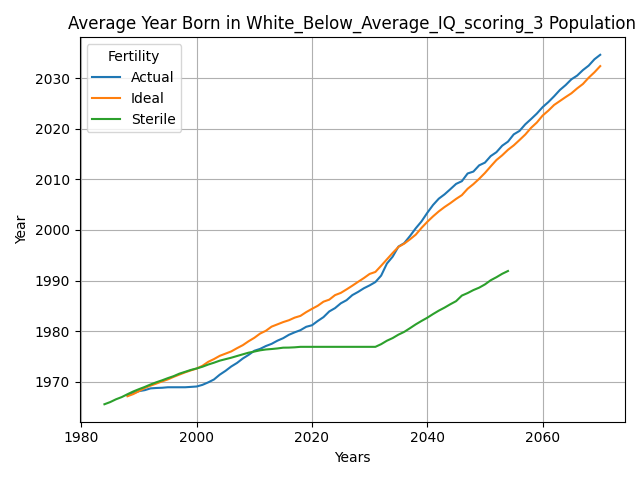 Average Year Born in White_Below_Average_IQ_scoring_3 Population
Fertility
Actual
Ideal
Sterile
Year
2030
2020
2010
2000
1990
1980
1970
1980 2000 2020 2040 2060
Years